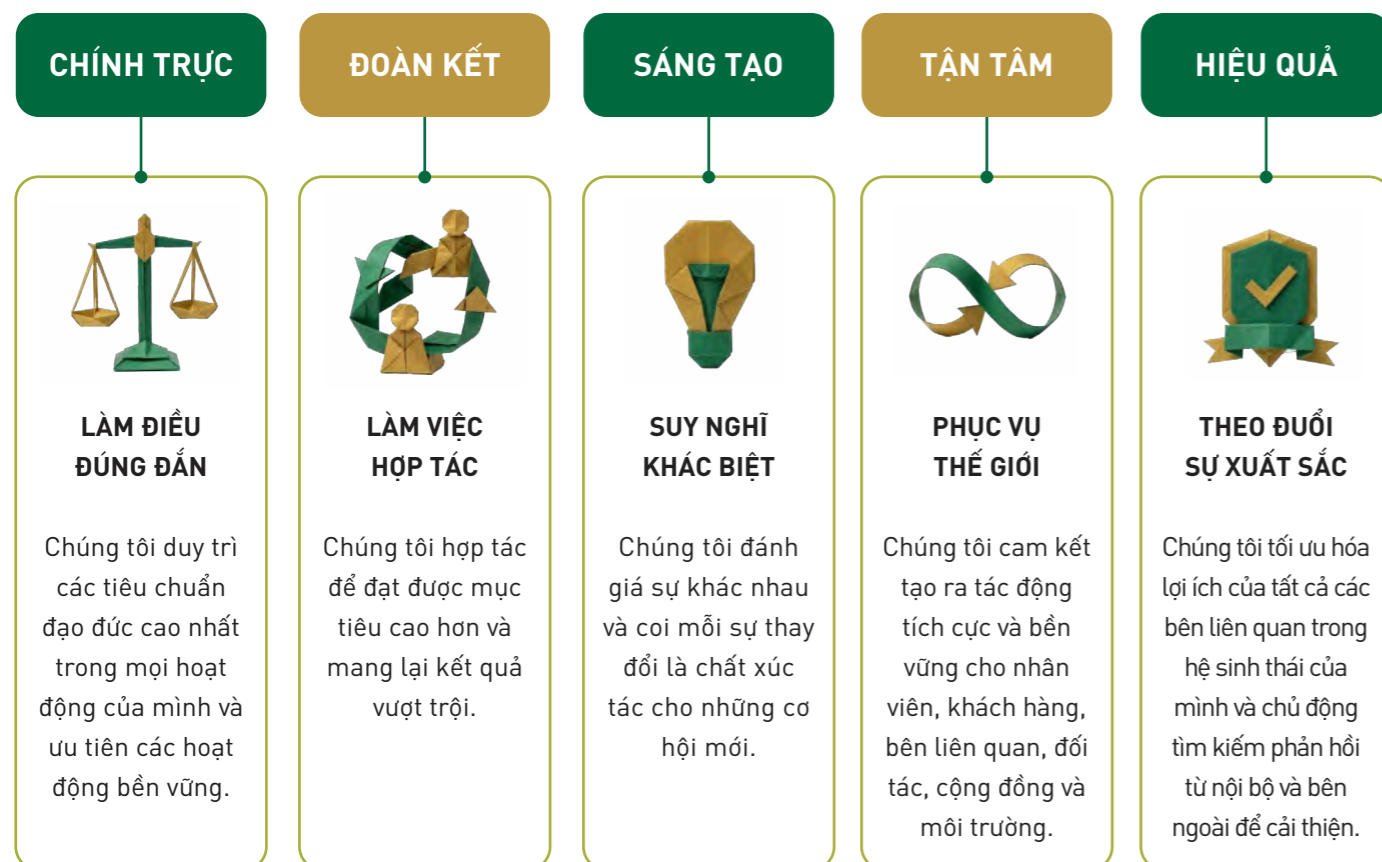 CHÍNH TRỰC
ĐOÀN KẾT
SÁNG TẠO
TẬN TÂM
HIỆU QUẢ
LÀM ĐIỀU
ĐÚNG ĐẮN
Chúng tôi duy trì
các tiêu chuẩn
đạo đức cao nhất
trong mọi hoạt
động của mình và
ưu tiên các hoạt
động bền vững.
LÀM VIỆC
HỢP TÁC
Chúng tôi hợp tác
để đạt được mục
tiêu cao hơn và
mang lại kết quả
vượt trội.
SUY NGHĨ
KHÁC BIỆT
Chúng tôi đánh
giá sự khác nhau
và coi mỗi sự thay
đổi là chất xúc
tác cho những cơ
hội mới.
PHỤC VỤ
THẾ GIỚI
Chúng tôi cam kết
tạo ra tác động
tích cực và bền
vững cho nhân
viên, khách hàng,
bên liên quan, đối
tác, cộng đồng và
môi trường.
THEO ĐUỔI
SỰ XUẤT SẮC
Chúng tôi tối ưu hóa
lợi ích của tất cả các
bên liên quan trong
hệ sinh thái của
mình và chủ động
tìm kiếm phản hồi
từ nội bộ và bên
ngoài để cải thiện.